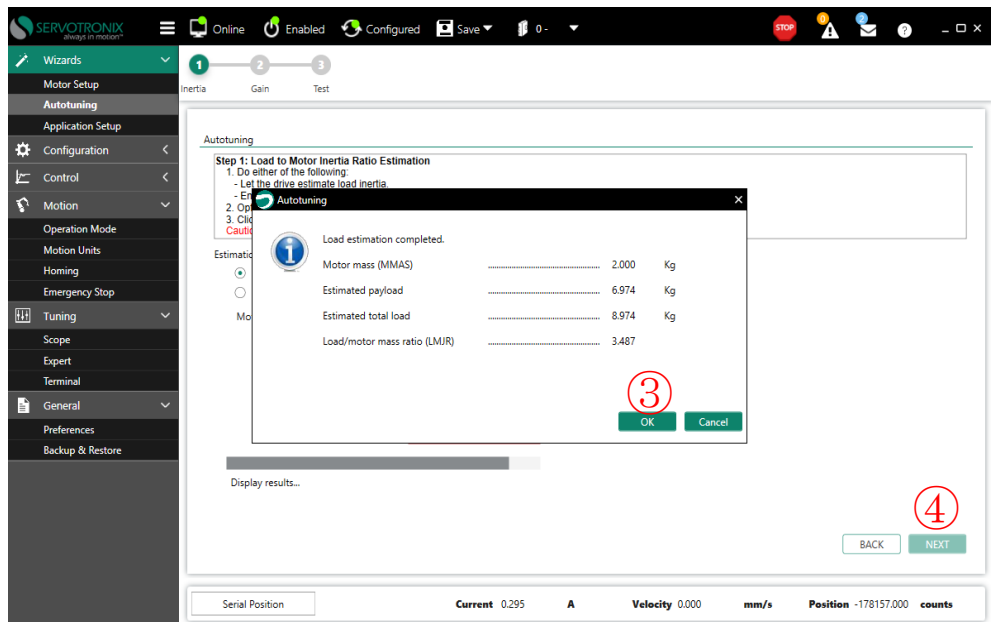 SERVOTRONIX
always in motion™
Online
Enabled
Configured
Save
0 -
STOP
0
2
?
Wizards
Motor Setup
Autotuning
Application Setup
Configuration
Control
Motion
Operation Mode
Motion Units
Homing
Emergency Stop
Tuning
Scope
Expert
Terminal
General
Preferences
Backup & Restore
1
2
3
Inertia
Gain
Test
Autotuning
Step 1: Load to Motor Inertia Ratio Estimation
1. Do either of the following:
- Let the drive estimate load inertia.
- En
2. Op
3. Clic
Cautio
Estimatio
Mo
Autotuning
Load estimation completed.
Motor mass (MMAS) ........................................................ 2.000 Kg
Estimated payload ........................................................ 6.974 Kg
Estimated total load ........................................................ 8.974 Kg
Load/motor mass ratio (LMJR) ........................................................ 3.487
③
OK
Cancel
Display results...
④
BACK
NEXT
Serial Position
Current 0.295 A
Velocity 0.000 mm/s
Position -178157.000 counts